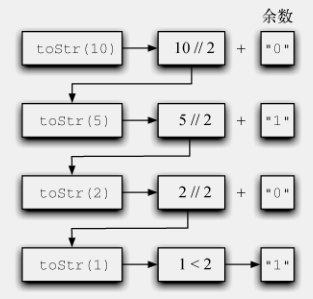 余数
toStr(10) 10 // 2 + "0"
toStr(5) 5 // 2 + "1"
toStr(2) 2 // 2 + "0"
toStr(1) 1 < 2 "1"